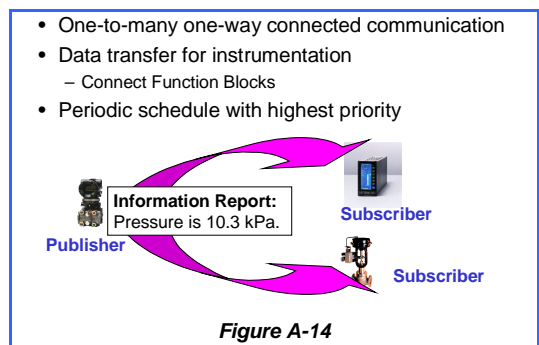 • One-to-many one-way connected communication
• Data transfer for instrumentation
– Connect Function Blocks
• Periodic schedule with highest priority
Information Report:
Pressure is 10.3 kPa.
Publisher
Subscriber
Subscriber
Figure A-14